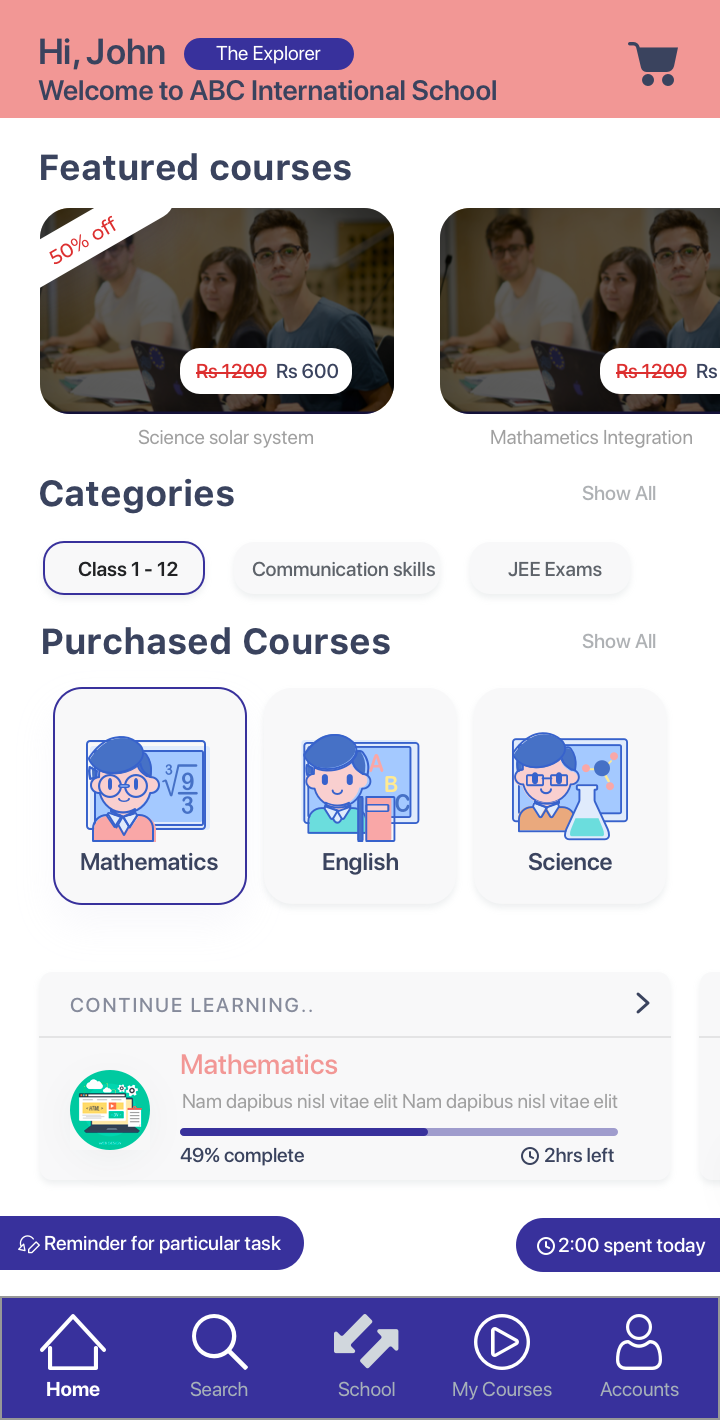 Hi, John The Explorer
Welcome to ABC International School
Featured courses
50% off
Rs 1200 Rs 600
Rs 1200 Rs
Science solar system
Mathametics Integration
Categories
Show All
Class 1 - 12
Communication skills
JEE Exams
Purchased Courses
Show All
3 9
3
A
B
C
Mathematics
English
Science
CONTINUE LEARNING..
Mathematics
Nam dapibus nisl vitae elit Nam dapibus nisl vitae elit
49% complete
2hrs left
Reminder for particular task
2:00 spent today
Home
Search
School
My Courses
Accounts